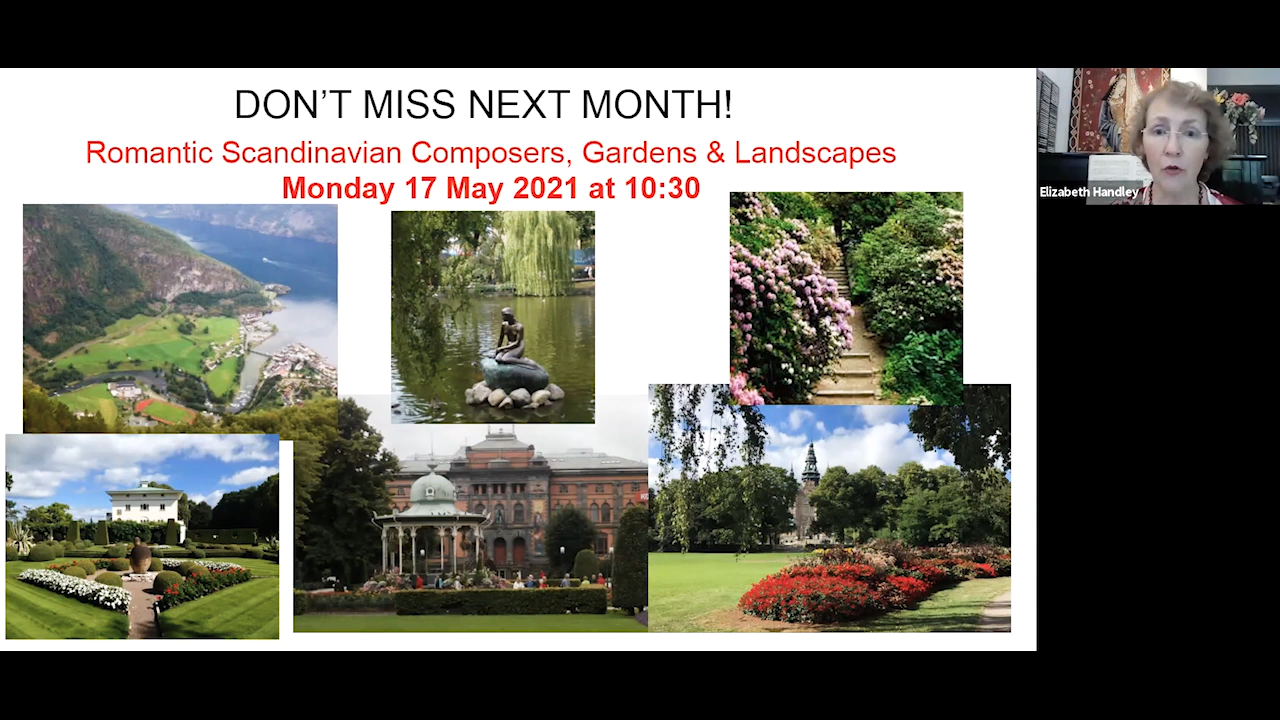 DON'T MISS NEXT MONTH!
Romantic Scandinavian Composers, Gardens & Landscapes
Monday 17 May 2021 at 10:30
Elizabeth Handley